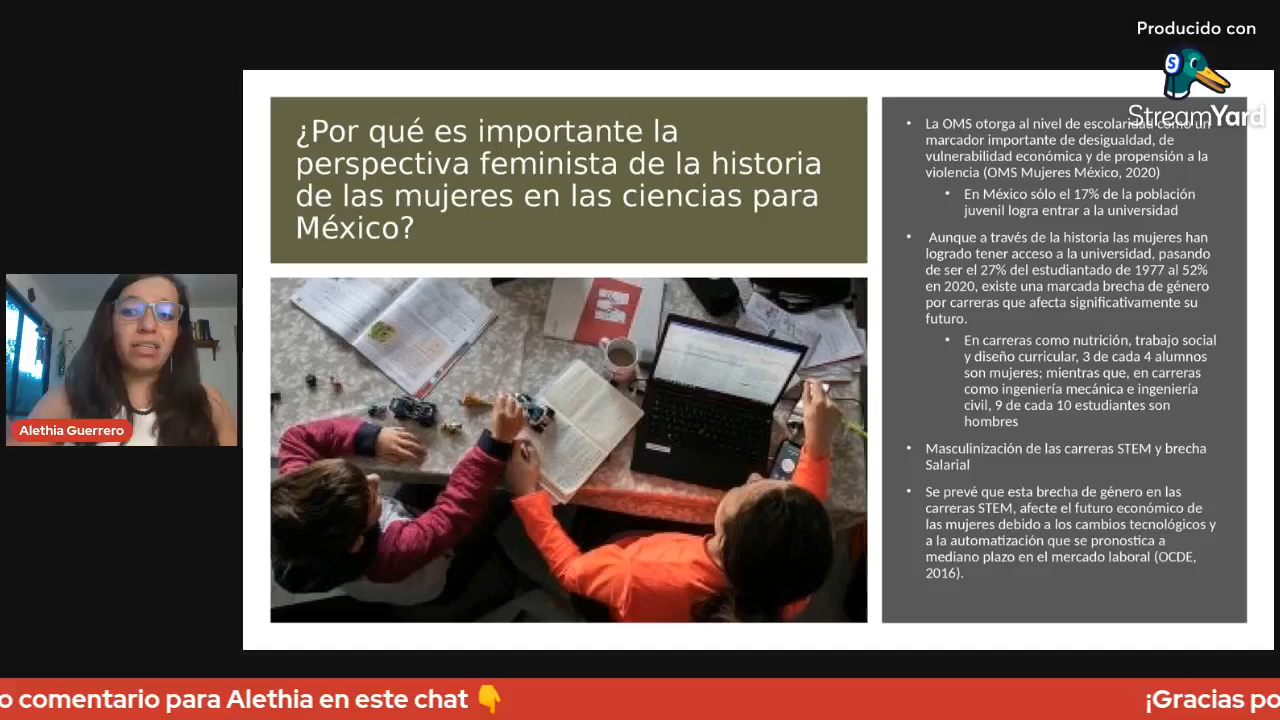 Producido con
StreamYard
¿Por qué es importante la
perspectiva feminista de la historia
de las mujeres en las ciencias para
México?
• La OMS otorga al nivel de escolaridad como un
marcador importante de desigualdad, de
vulnerabilidad económica y de propensión a la
violencia (OMS Mujeres México, 2020)
• En México sólo el 17% de la población
juvenil logra entrar a la universidad
• Aunque a través de la historia las mujeres han
logrado tener acceso a la universidad, pasando
de ser el 27% del estudiantado de 1977 al 52%
en 2020, existe una marcada brecha de género
por carreras que afecta significativamente su
futuro.
• En carreras como nutrición, trabajo social
y diseño curricular, 3 de cada 4 alumnos
son mujeres; mientras que, en carreras
como ingeniería mecánica e ingeniería
civil, 9 de cada 10 estudiantes son
hombres
• Masculinización de las carreras STEM y brecha
Salarial
• Se prevé que esta brecha de género en las
carreras STEM, afecte el futuro económico de
las mujeres debido a los cambios tecnológicos y
a la automatización que se pronostica a
mediano plazo en el mercado laboral (OCDE,
2016).
Alethia Guerrero
o comentario para Alethia en este chat 👇
¡Gracias po